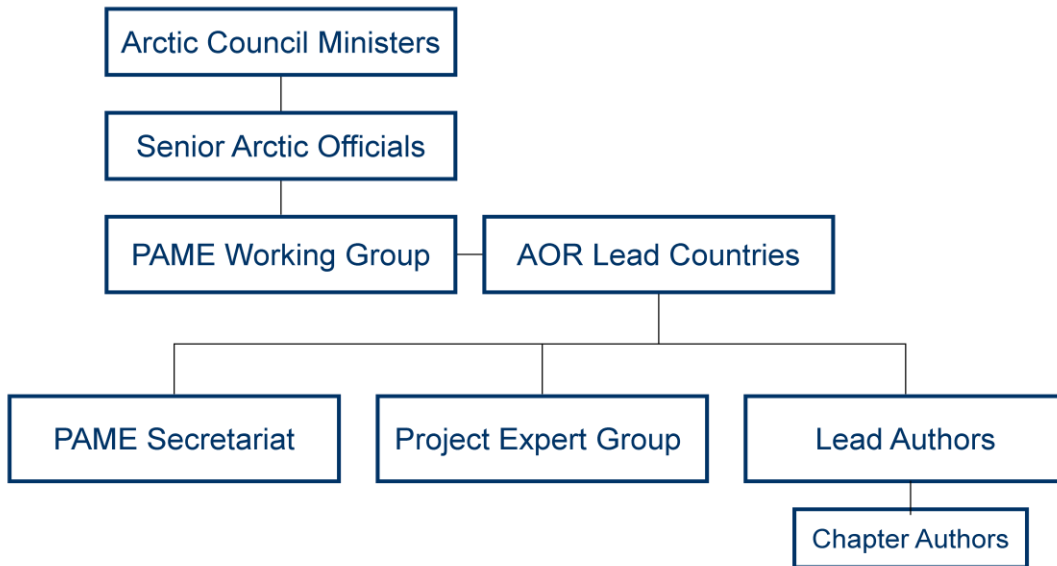 Arctic Council Ministers
Senior Arctic Officials
PAME Working Group
AOR Lead Countries
PAME Secretariat
Project Expert Group
Lead Authors
Chapter Authors